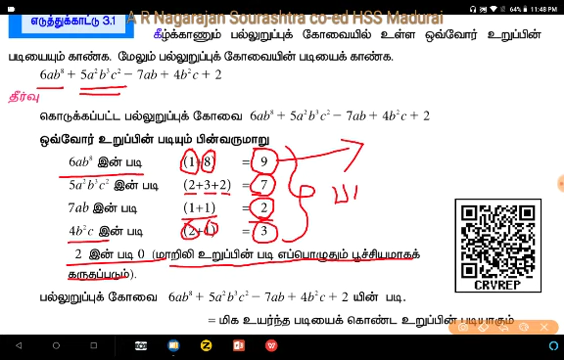 A R Nagarajan Sourashtra co-ed HSS Madurai
64% 11:48 PM
எடுத்துக்காட்டு 3.1
கீழ்க்காணும் பல்லுறுப்புக் கோவையில் உள்ள ஒவ்வோர் உறுப்பின்
படியையும் காண்க. மேலும் பல்லுறுப்புக் கோவையின் படியைக் காண்க.
6ab⁸ + 5a²b³c² − 7ab + 4b²c + 2
தீர்வு
கொடுக்கப்பட்ட பல்லுறுப்புக் கோவை 6ab⁸ + 5a²b³c² − 7ab + 4b²c + 2
ஒவ்வோர் உறுப்பின் படியும் பின்வருமாறு
6ab⁸ இன் படி (1+8) = 9
5a²b³c² இன் படி (2+3+2) = 7
7ab இன் படி (1+1) = 2
4b²c இன் படி (2+1) = 3
2 இன் படி 0 (மாறிலி உறுப்பின் படி எப்பொழுதும் பூச்சியமாகக்
கருதப்படும்).
CRVREP
பல்லுறுப்புக் கோவை 6ab⁸ + 5a²b³c² − 7ab + 4b²c + 2 யின் படி.
= மிக உயர்ந்த படியைக் கொண்ட உறுப்பின் படியாகும்